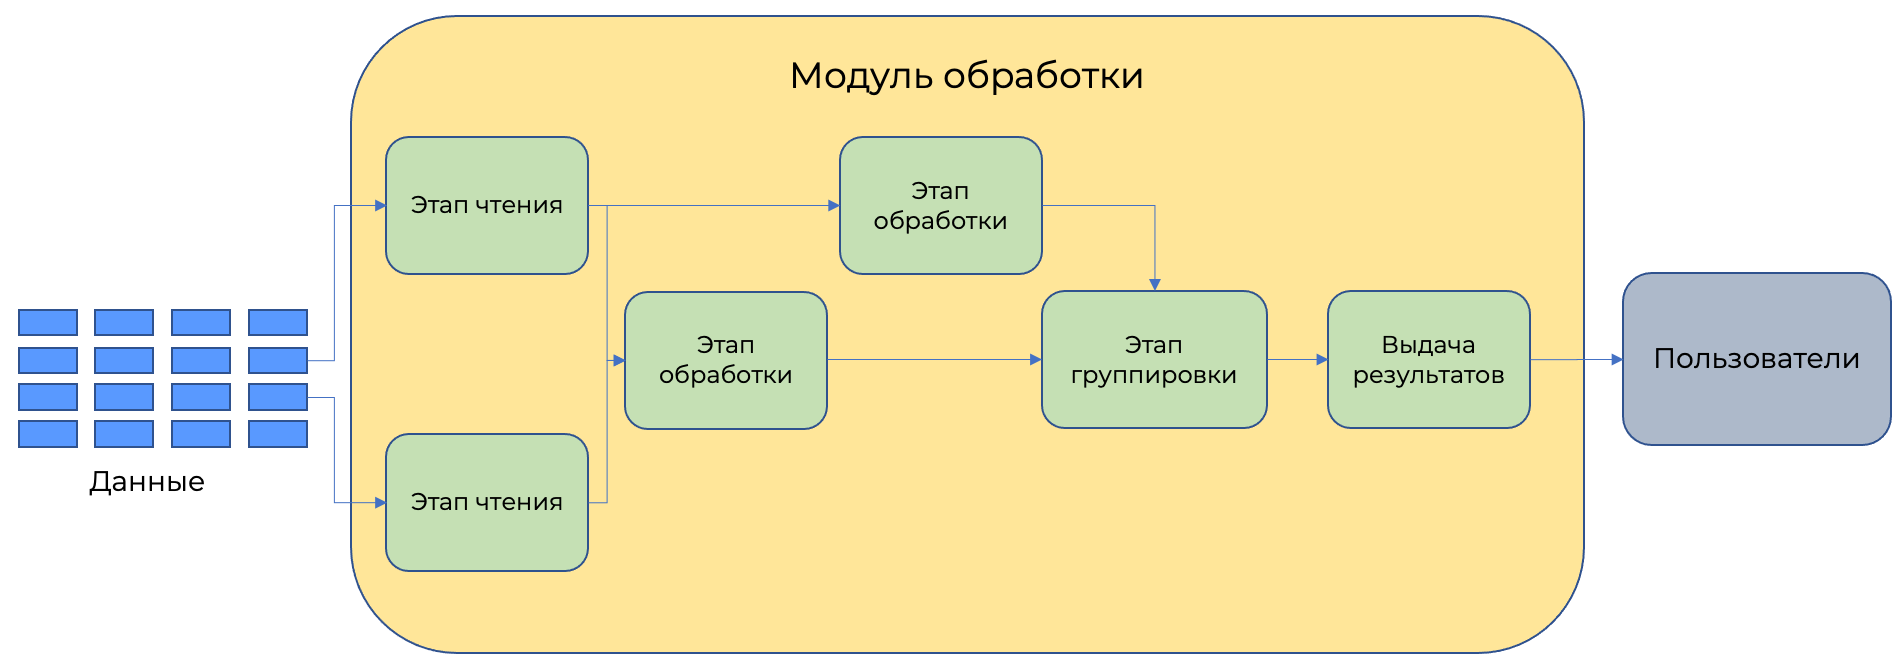 Модуль обработки
Этап чтения
Этап
обработки
Этап
обработки
Этап
группировки
Выдача
результатов
Пользователи
Данные
Этап чтения